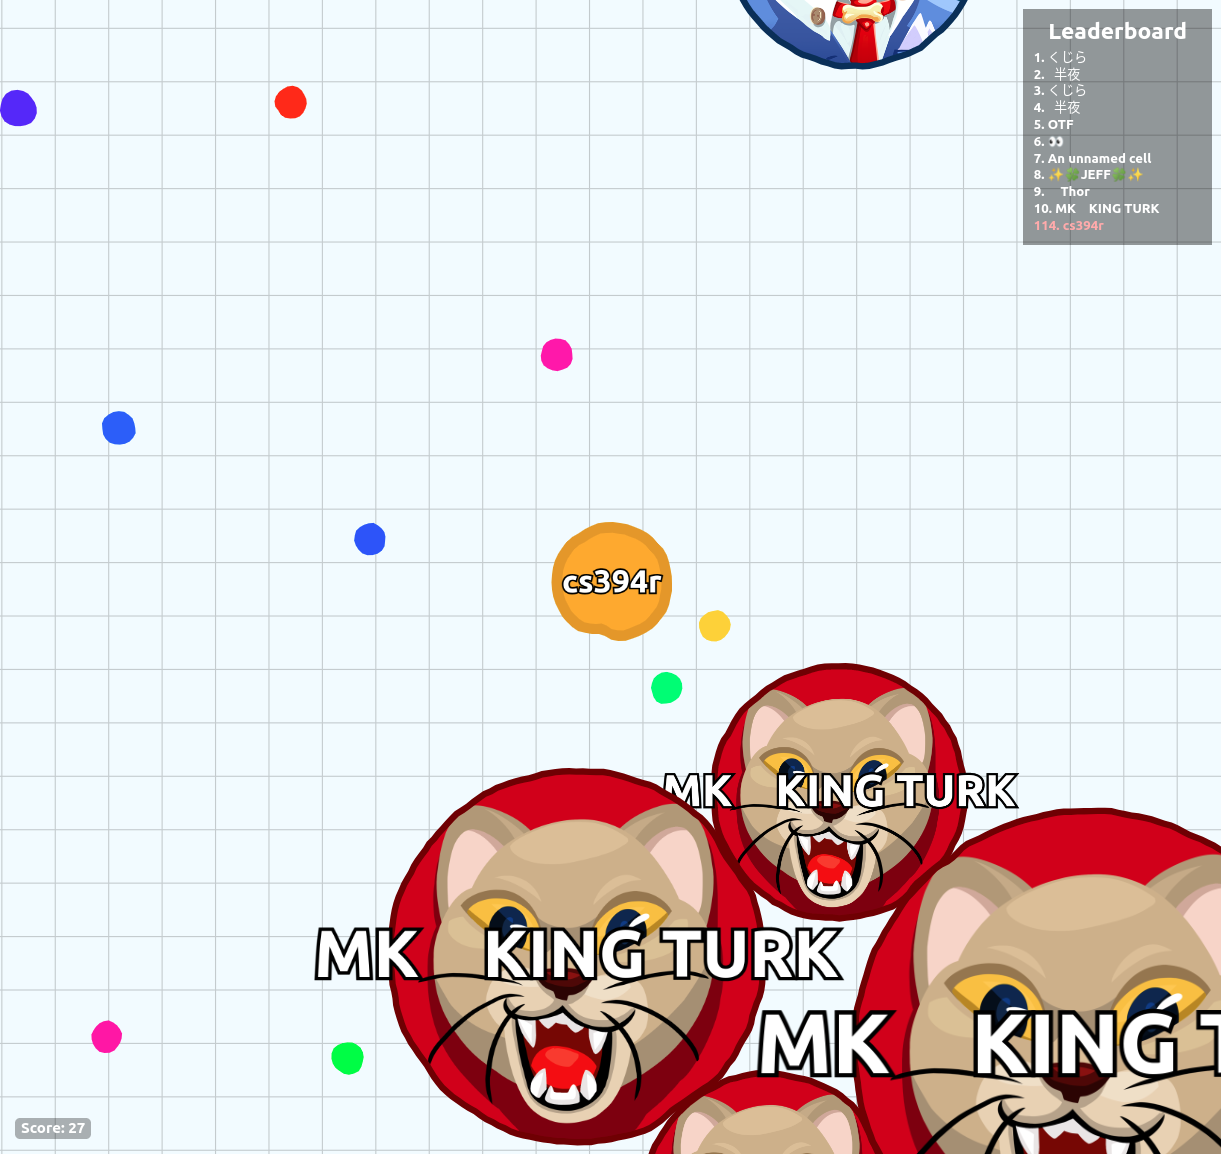 Leaderboard
1. くじら
2. 半夜
3. くじら
4. 半夜
5. OTF
6. 👀
7. An unnamed cell
8. ✨🌳JEFF🌳✨
9. Thor
10. MK KING TURK
114. cs394r
cs394r
MK KING TURK
MK KING TURK
MK KING T
Score: 27